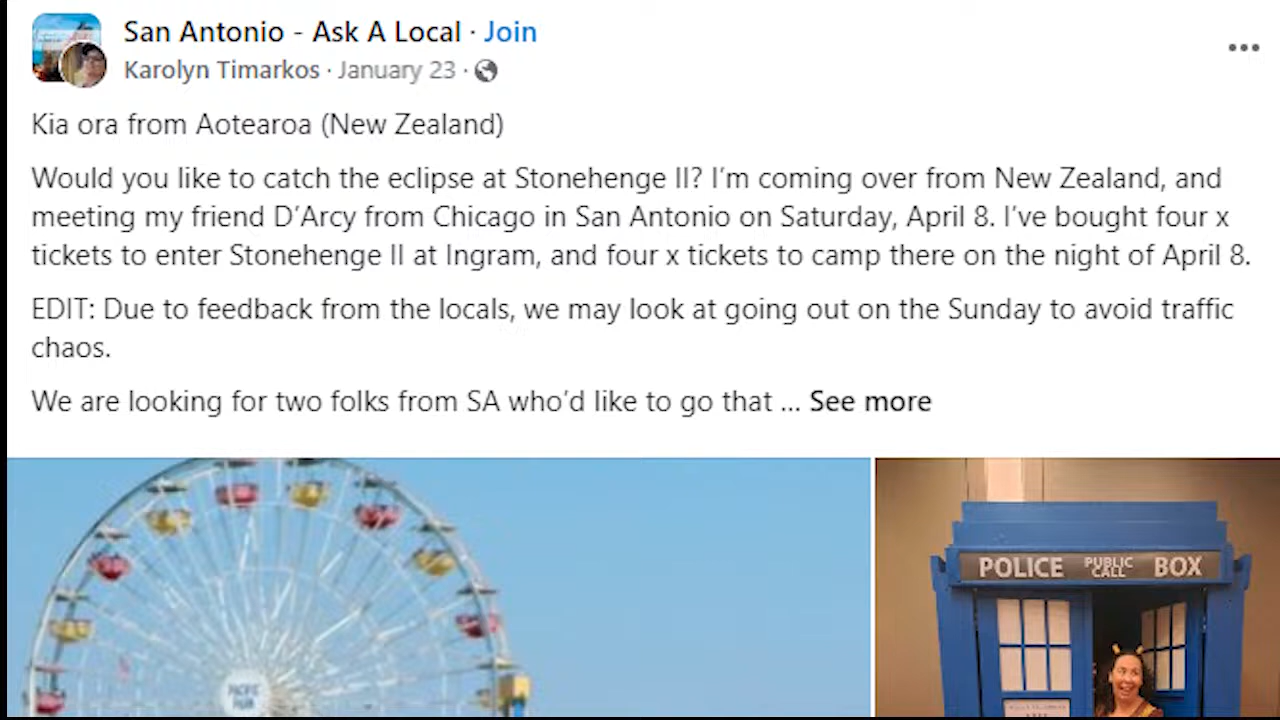 San Antonio - Ask A Local · Join
Karolyn Timarkos · January 23 ·
Kia ora from Aotearoa (New Zealand)
Would you like to catch the eclipse at Stonehenge II? I'm coming over from New Zealand, and
meeting my friend D'Arcy from Chicago in San Antonio on Saturday, April 8. I've bought four x
tickets to enter Stonehenge II at Ingram, and four x tickets to camp there on the night of April 8.
EDIT: Due to feedback from the locals, we may look at going out on the Sunday to avoid traffic
chaos.
We are looking for two folks from SA who'd like to go that ... See more
POLICE PUBLIC CALL BOX
PACIFIC
PARK